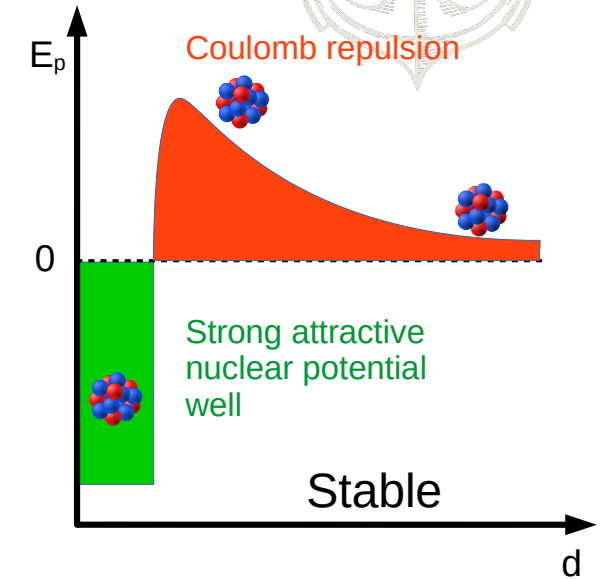 Coulomb repulsion
Eₚ
0
Strong attractive
nuclear potential
well
Stable
d